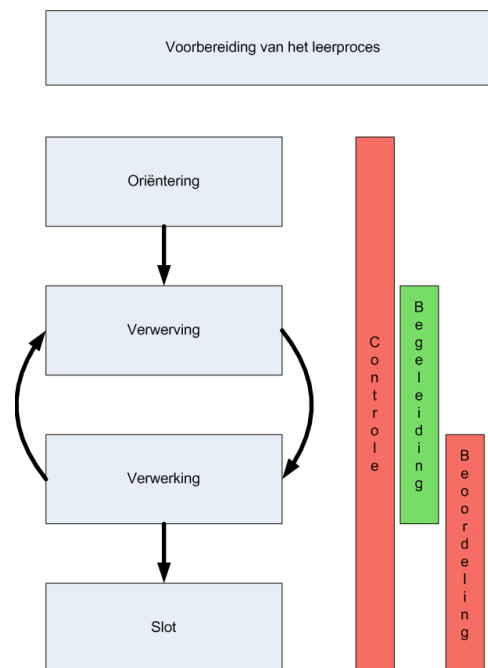 Voorbereiding van het leerproces
Oriëntering
Verwerving
Verwerking
Slot
Controle
Begeleiding
Beoordeling